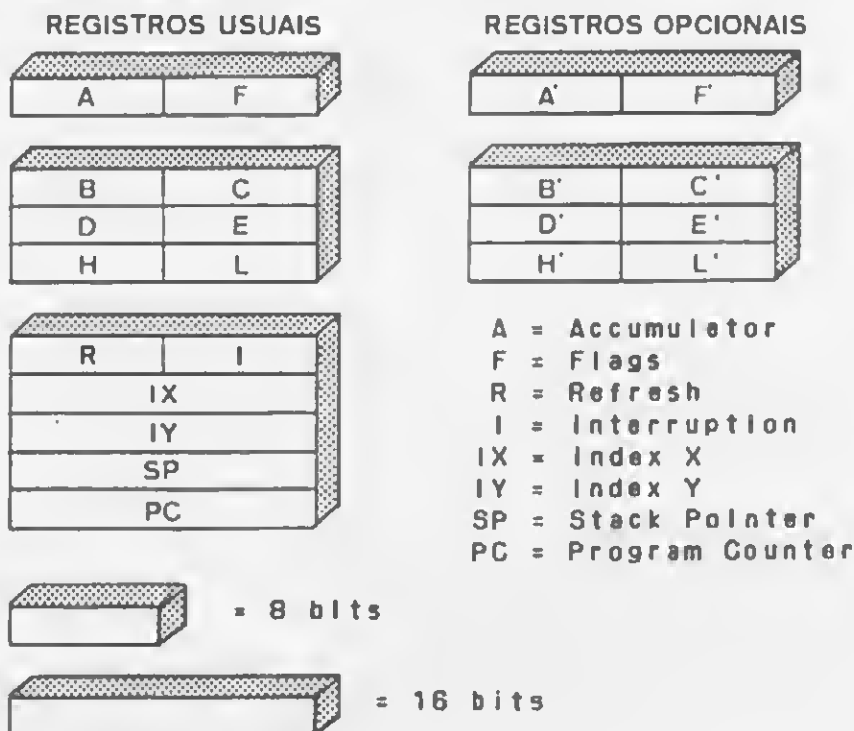 REGISTROS USUAIS
A F
B C
D E
H L
R I
IX
IY
SP
PC
REGISTROS OPCIONAIS
A' F'
B' C'
D' E'
H' L'
A = Accumulator
F = Flags
R = Refresh
I = Interruption
IX = Index X
IY = Index Y
SP = Stack Pointer
PC = Program Counter
= 8 bits
= 16 bits